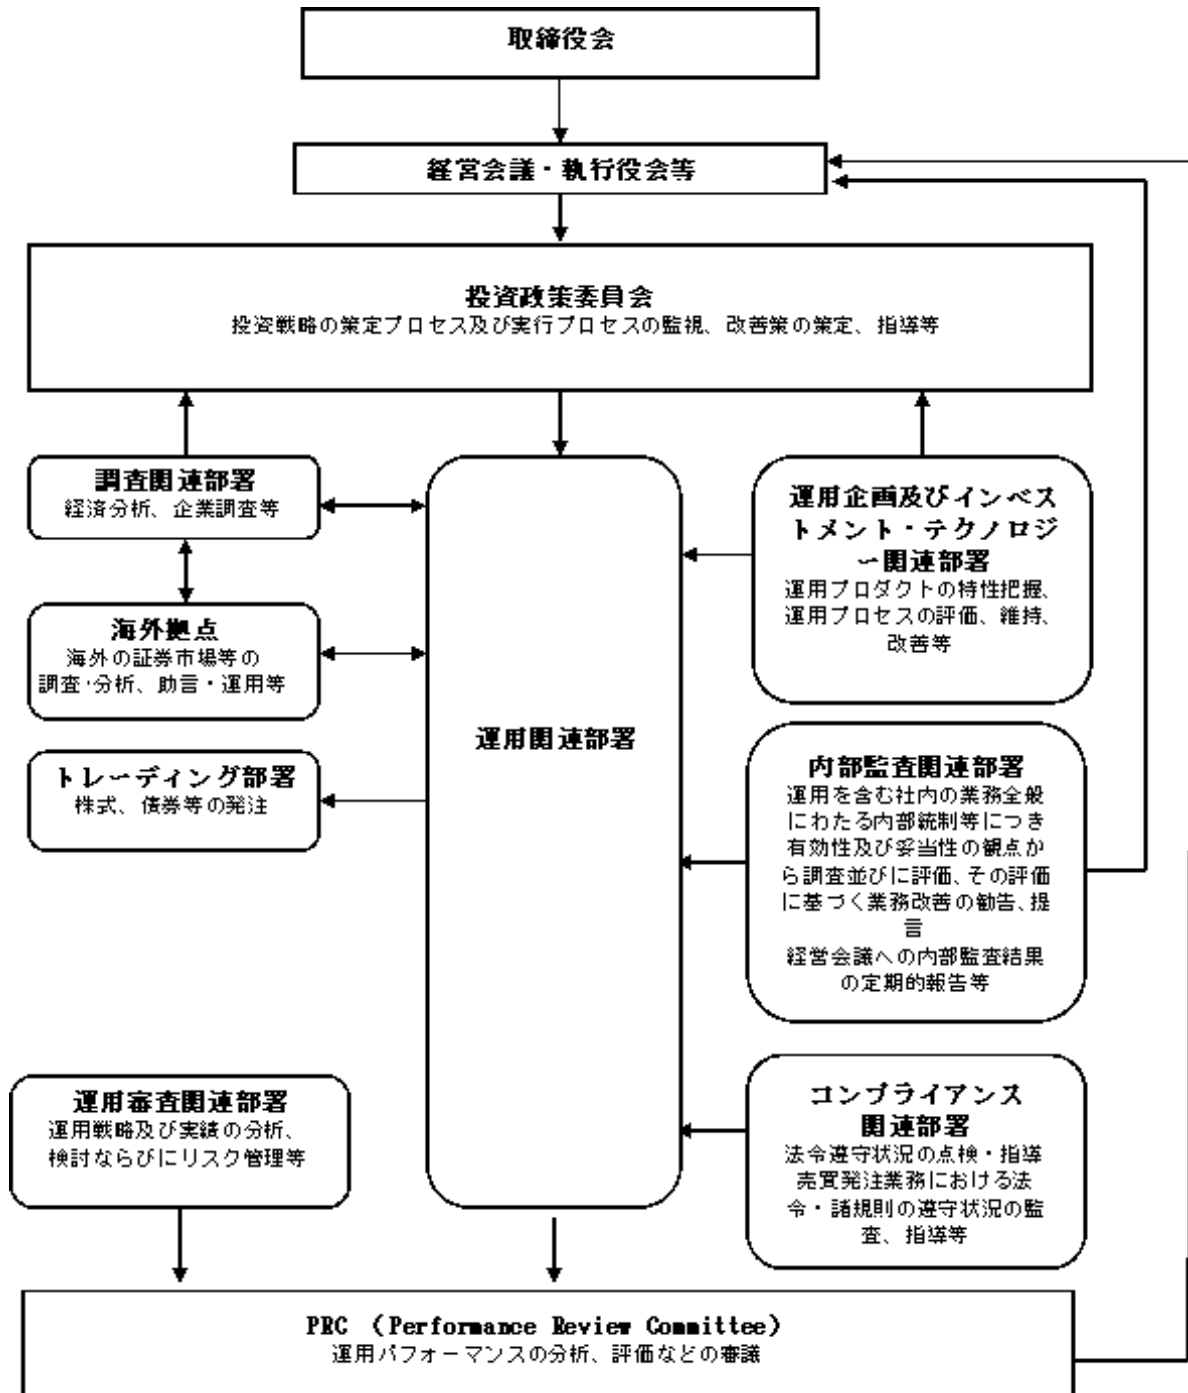 取締役会
経営会議・執行役会等
投資政策委員会
投資戦略の策定プロセス及び実行プロセスの監視、改善策の策定、指導等
調査関連部署
経済分析、企業調査等
海外拠点
海外の証券市場等の
調査・分析、助言・運用等
トレーディング部署
株式、債券等の発注
運用関連部署
運用企画及びインベス
トメント・テクノロジ
ー関連部署
運用プロダクトの特性把握、
運用プロセスの評価、維持、
改善等
内部監査関連部署
運用を含む社内の業務全般
にわたる内部統制等につき
有効性及び妥当性の観点か
ら調査並びに評価、その評価
に基づく業務改善の勧告、提
言
経営会議への内部監査結果
の定期的報告等
運用審査関連部署
運用戦略及び実績の分析、
検討ならびにリスク管理等
コンプライアンス
関連部署
法令遵守状況の点検・指導
売買発注業務における法
令・諸規則の遵守状況の監
査、指導等
PRC （Performance Review Committee）
運用パフォーマンスの分析、評価などの審議